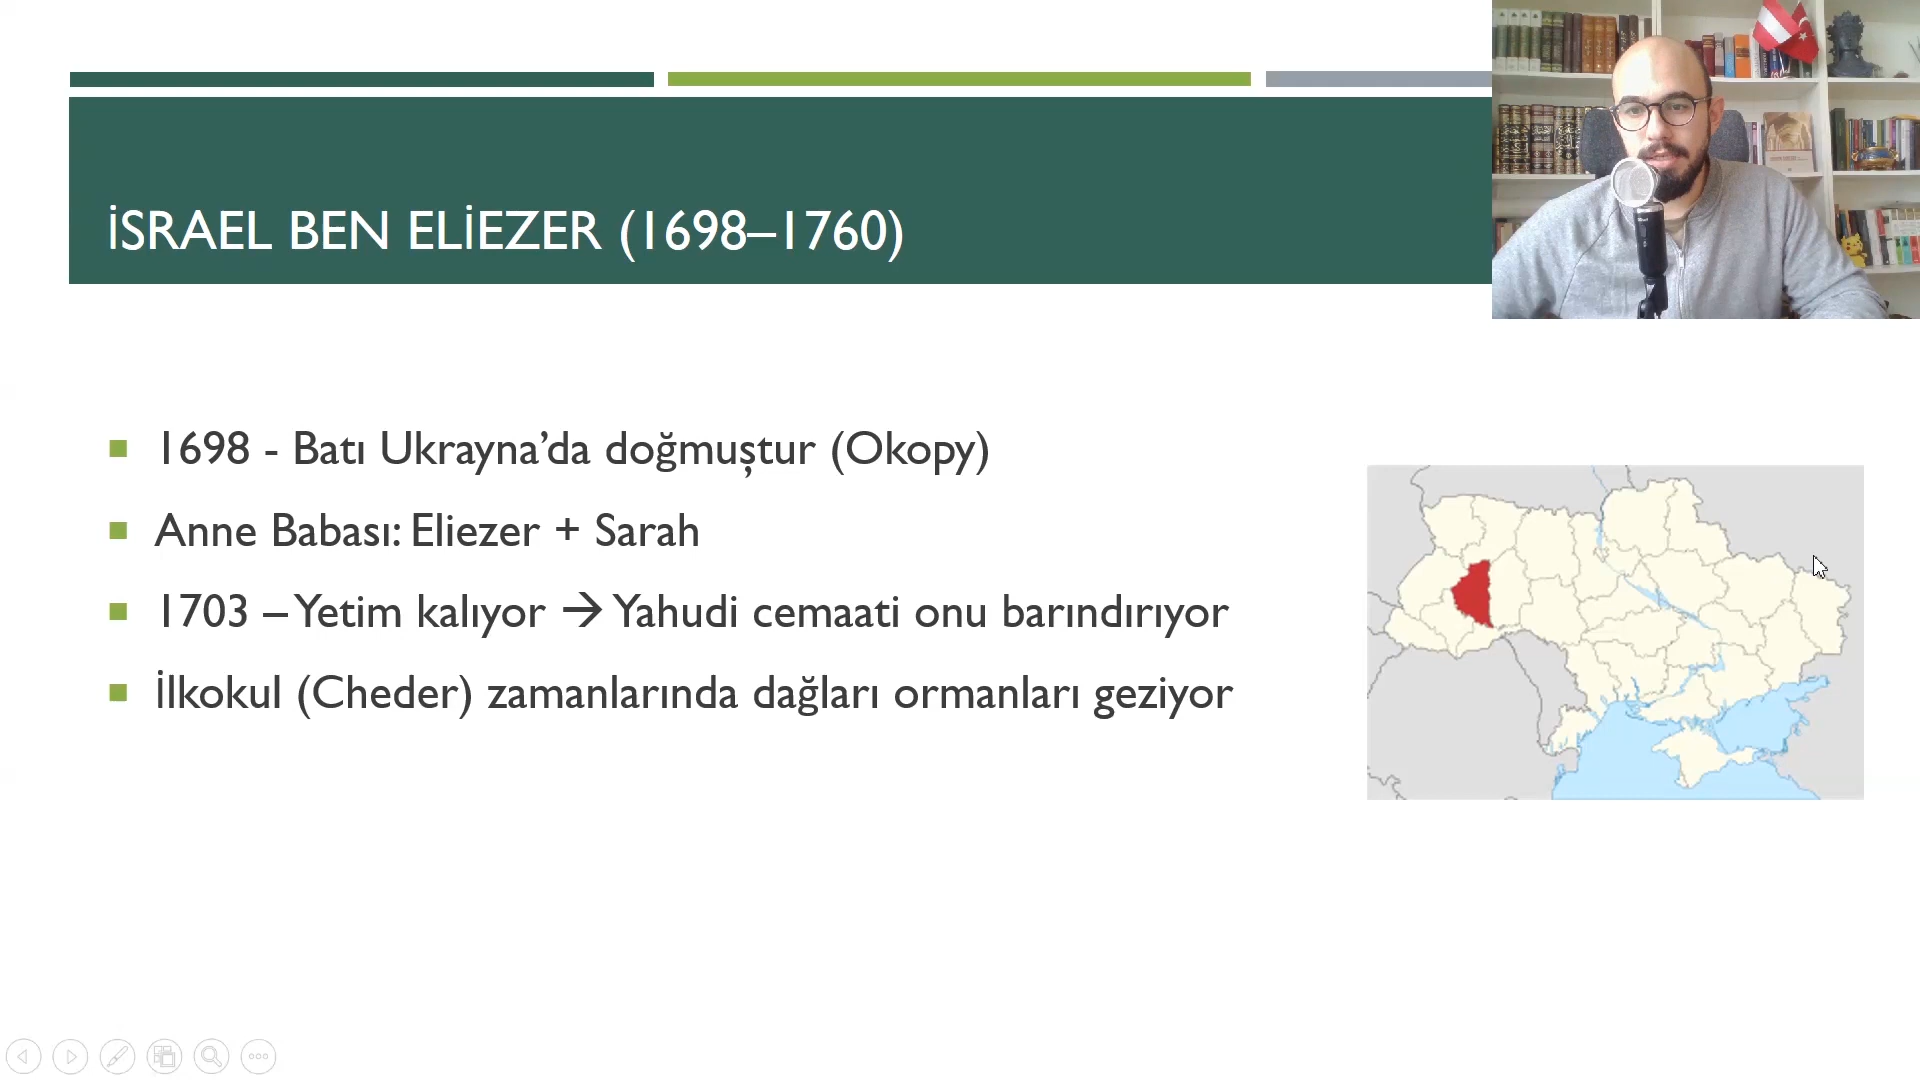 İSRAEL BEN ELİEZER (1698–1760)
1698 - Batı Ukrayna’da doğmuştur (Okopy)
Anne Babası: Eliezer + Sarah
1703 – Yetim kalıyor → Yahudi cemaati onu barındırıyor
İlkokul (Cheder) zamanlarında dağları ormanları geziyor